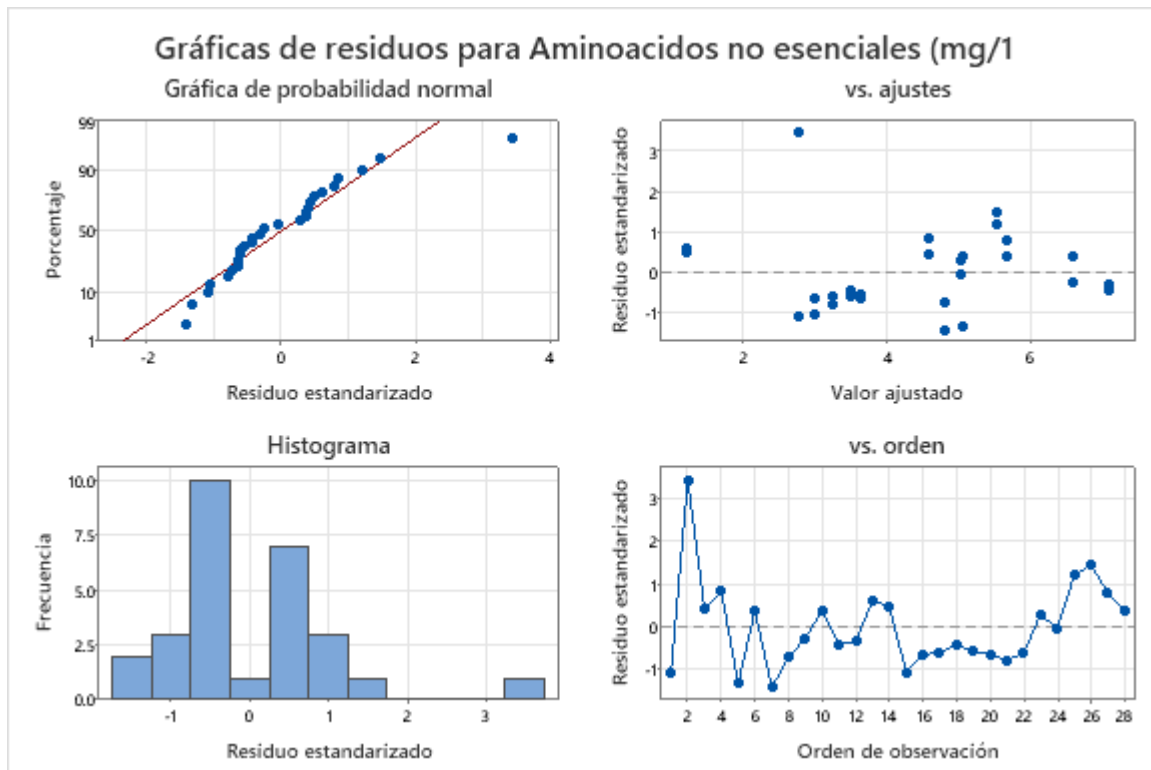 Gráficas de residuos para Aminoacidos no esenciales (mg/1
Gráfica de probabilidad normal
99
90
50
10
1
Porcentaje
-2 0 2 4
Residuo estandarizado
vs. ajustes
3
2
1
0
-1
Residuo estandarizado
2 4 6
Valor ajustado
Histograma
10.0
7.5
5.0
2.5
0.0
Frecuencia
-1 0 1 2 3
Residuo estandarizado
vs. orden
3
2
1
0
-1
Residuo estandarizado
2 4 6 8 10 12 14 16 18 20 22 24 26 28
Orden de observación